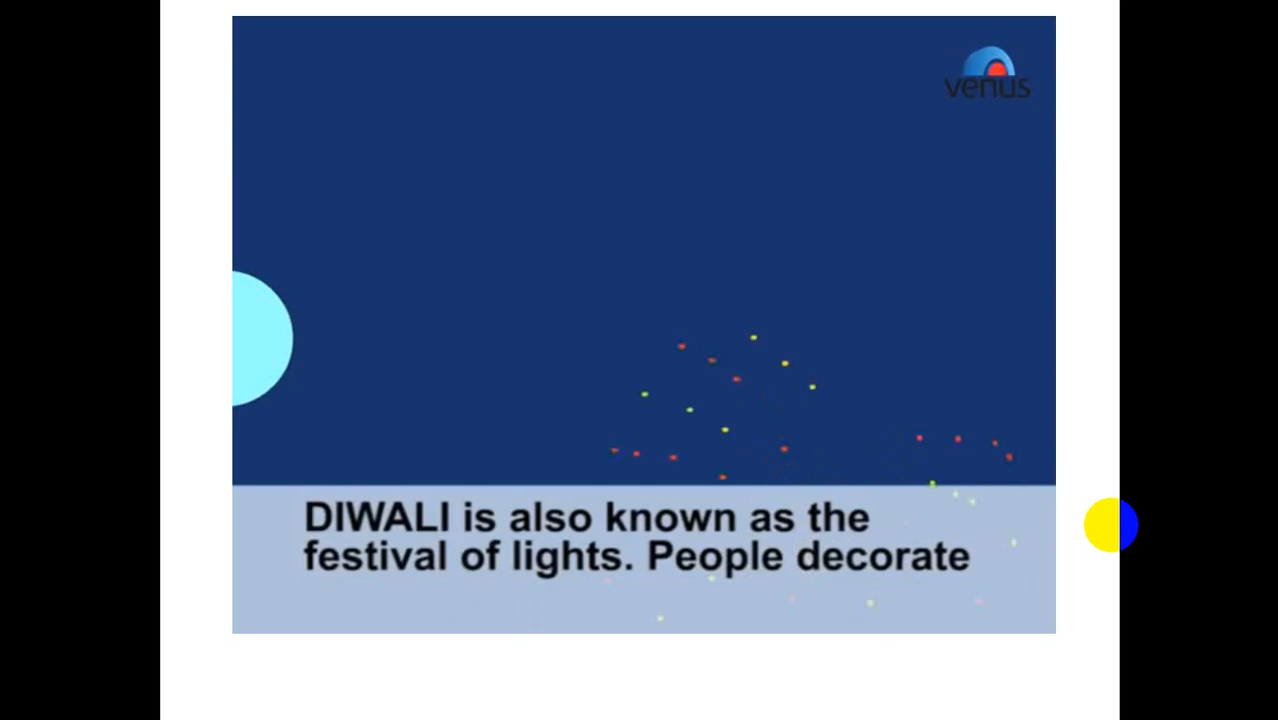 venus
DIWALI is also known as the
festival of lights. People decorate